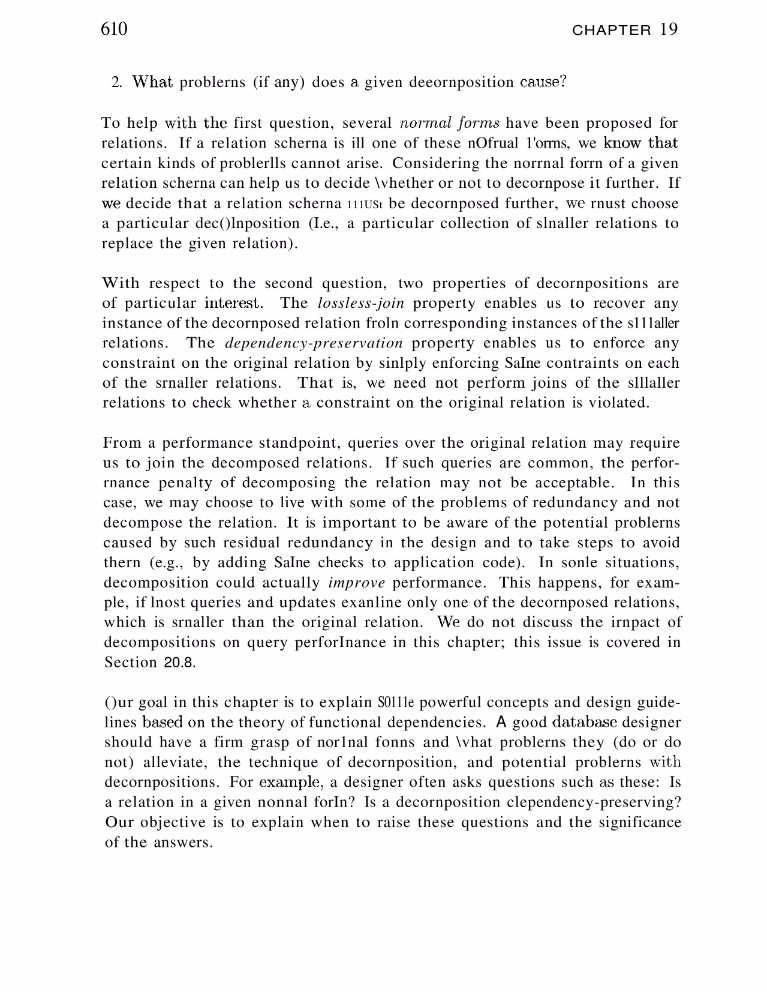 610
CHAPTER 19
2. What problerns (if any) does a given deeornposition cause?
To help with the first question, several normal forms have been proposed for
relations. If a relation scherna is ill one of these nOfrual 1'orms, we know that
certain kinds of problerlls cannot arise. Considering the norrnal forrn of a given
relation scherna can help us to decide \vhether or not to decornpose it further. If
we decide that a relation scherna 111USt be decornposed further, we rnust choose
a particular dec()lnposition (I.e., a particular collection of slnaller relations to
replace the given relation).
With respect to the second question, two properties of decornpositions are
of particular interest. The lossless-join property enables us to recover any
instance of the decornposed relation froln corresponding instances of the s111aller
relations. The dependency-preservation property enables us to enforce any
constraint on the original relation by sinlply enforcing SaIne contraints on each
of the srnaller relations. That is, we need not perform joins of the slllaller
relations to check whether a constraint on the original relation is violated.
From a performance standpoint, queries over the original relation may require
us to join the decomposed relations. If such queries are common, the perfor-
rnance penalty of decomposing the relation may not be acceptable. In this
case, we may choose to live with some of the problems of redundancy and not
decompose the relation. It is important to be aware of the potential problerns
caused by such residual redundancy in the design and to take steps to avoid
thern (e.g., by adding SaIne checks to application code). In sonle situations,
decomposition could actually improve performance. This happens, for exam-
ple, if lnost queries and updates exanline only one of the decornposed relations,
which is srnaller than the original relation. We do not discuss the irnpact of
decompositions on query perforInance in this chapter; this issue is covered in
Section 20.8.
()ur goal in this chapter is to explain S0111e powerful concepts and design guide-
lines based on the theory of functional dependencies. A good database designer
should have a firm grasp of nor1nal fonns and \vhat problems they (do or do
not) alleviate, the technique of decornposition, and potential problems with
decornpositions. For example, a designer often asks questions such as these: Is
a relation in a given nonnal forIn? Is a decornposition clependency-preserving?
Our objective is to explain when to raise these questions and the significance
of the answers.